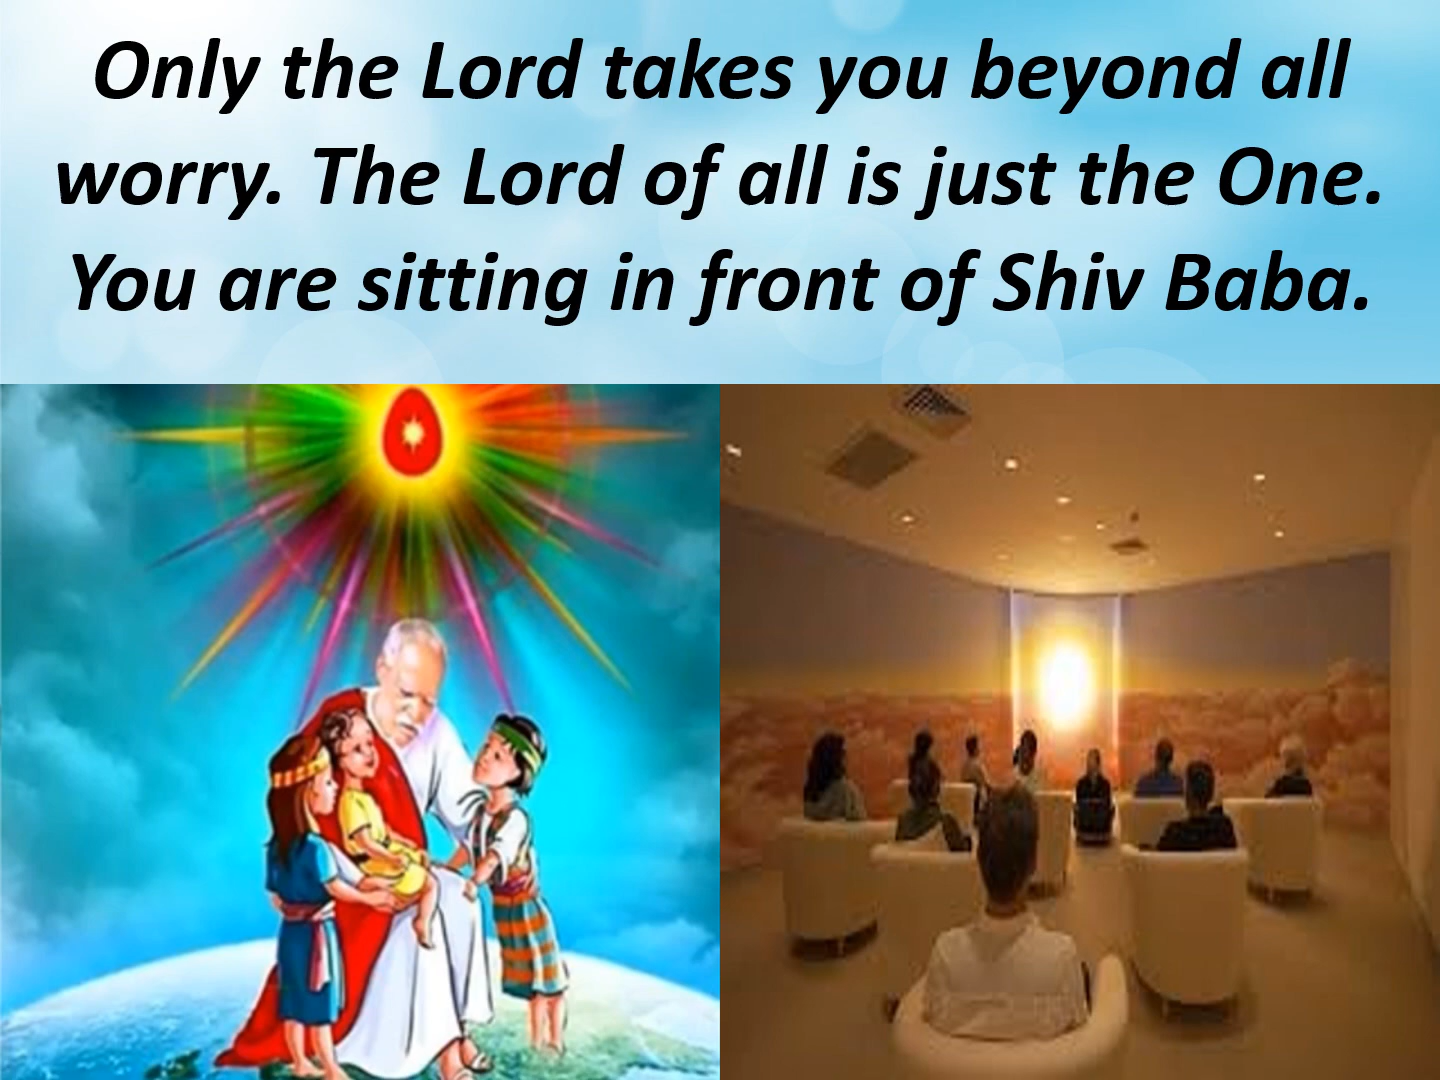 Only the Lord takes you beyond all
worry. The Lord of all is just the One.
You are sitting in front of Shiv Baba.